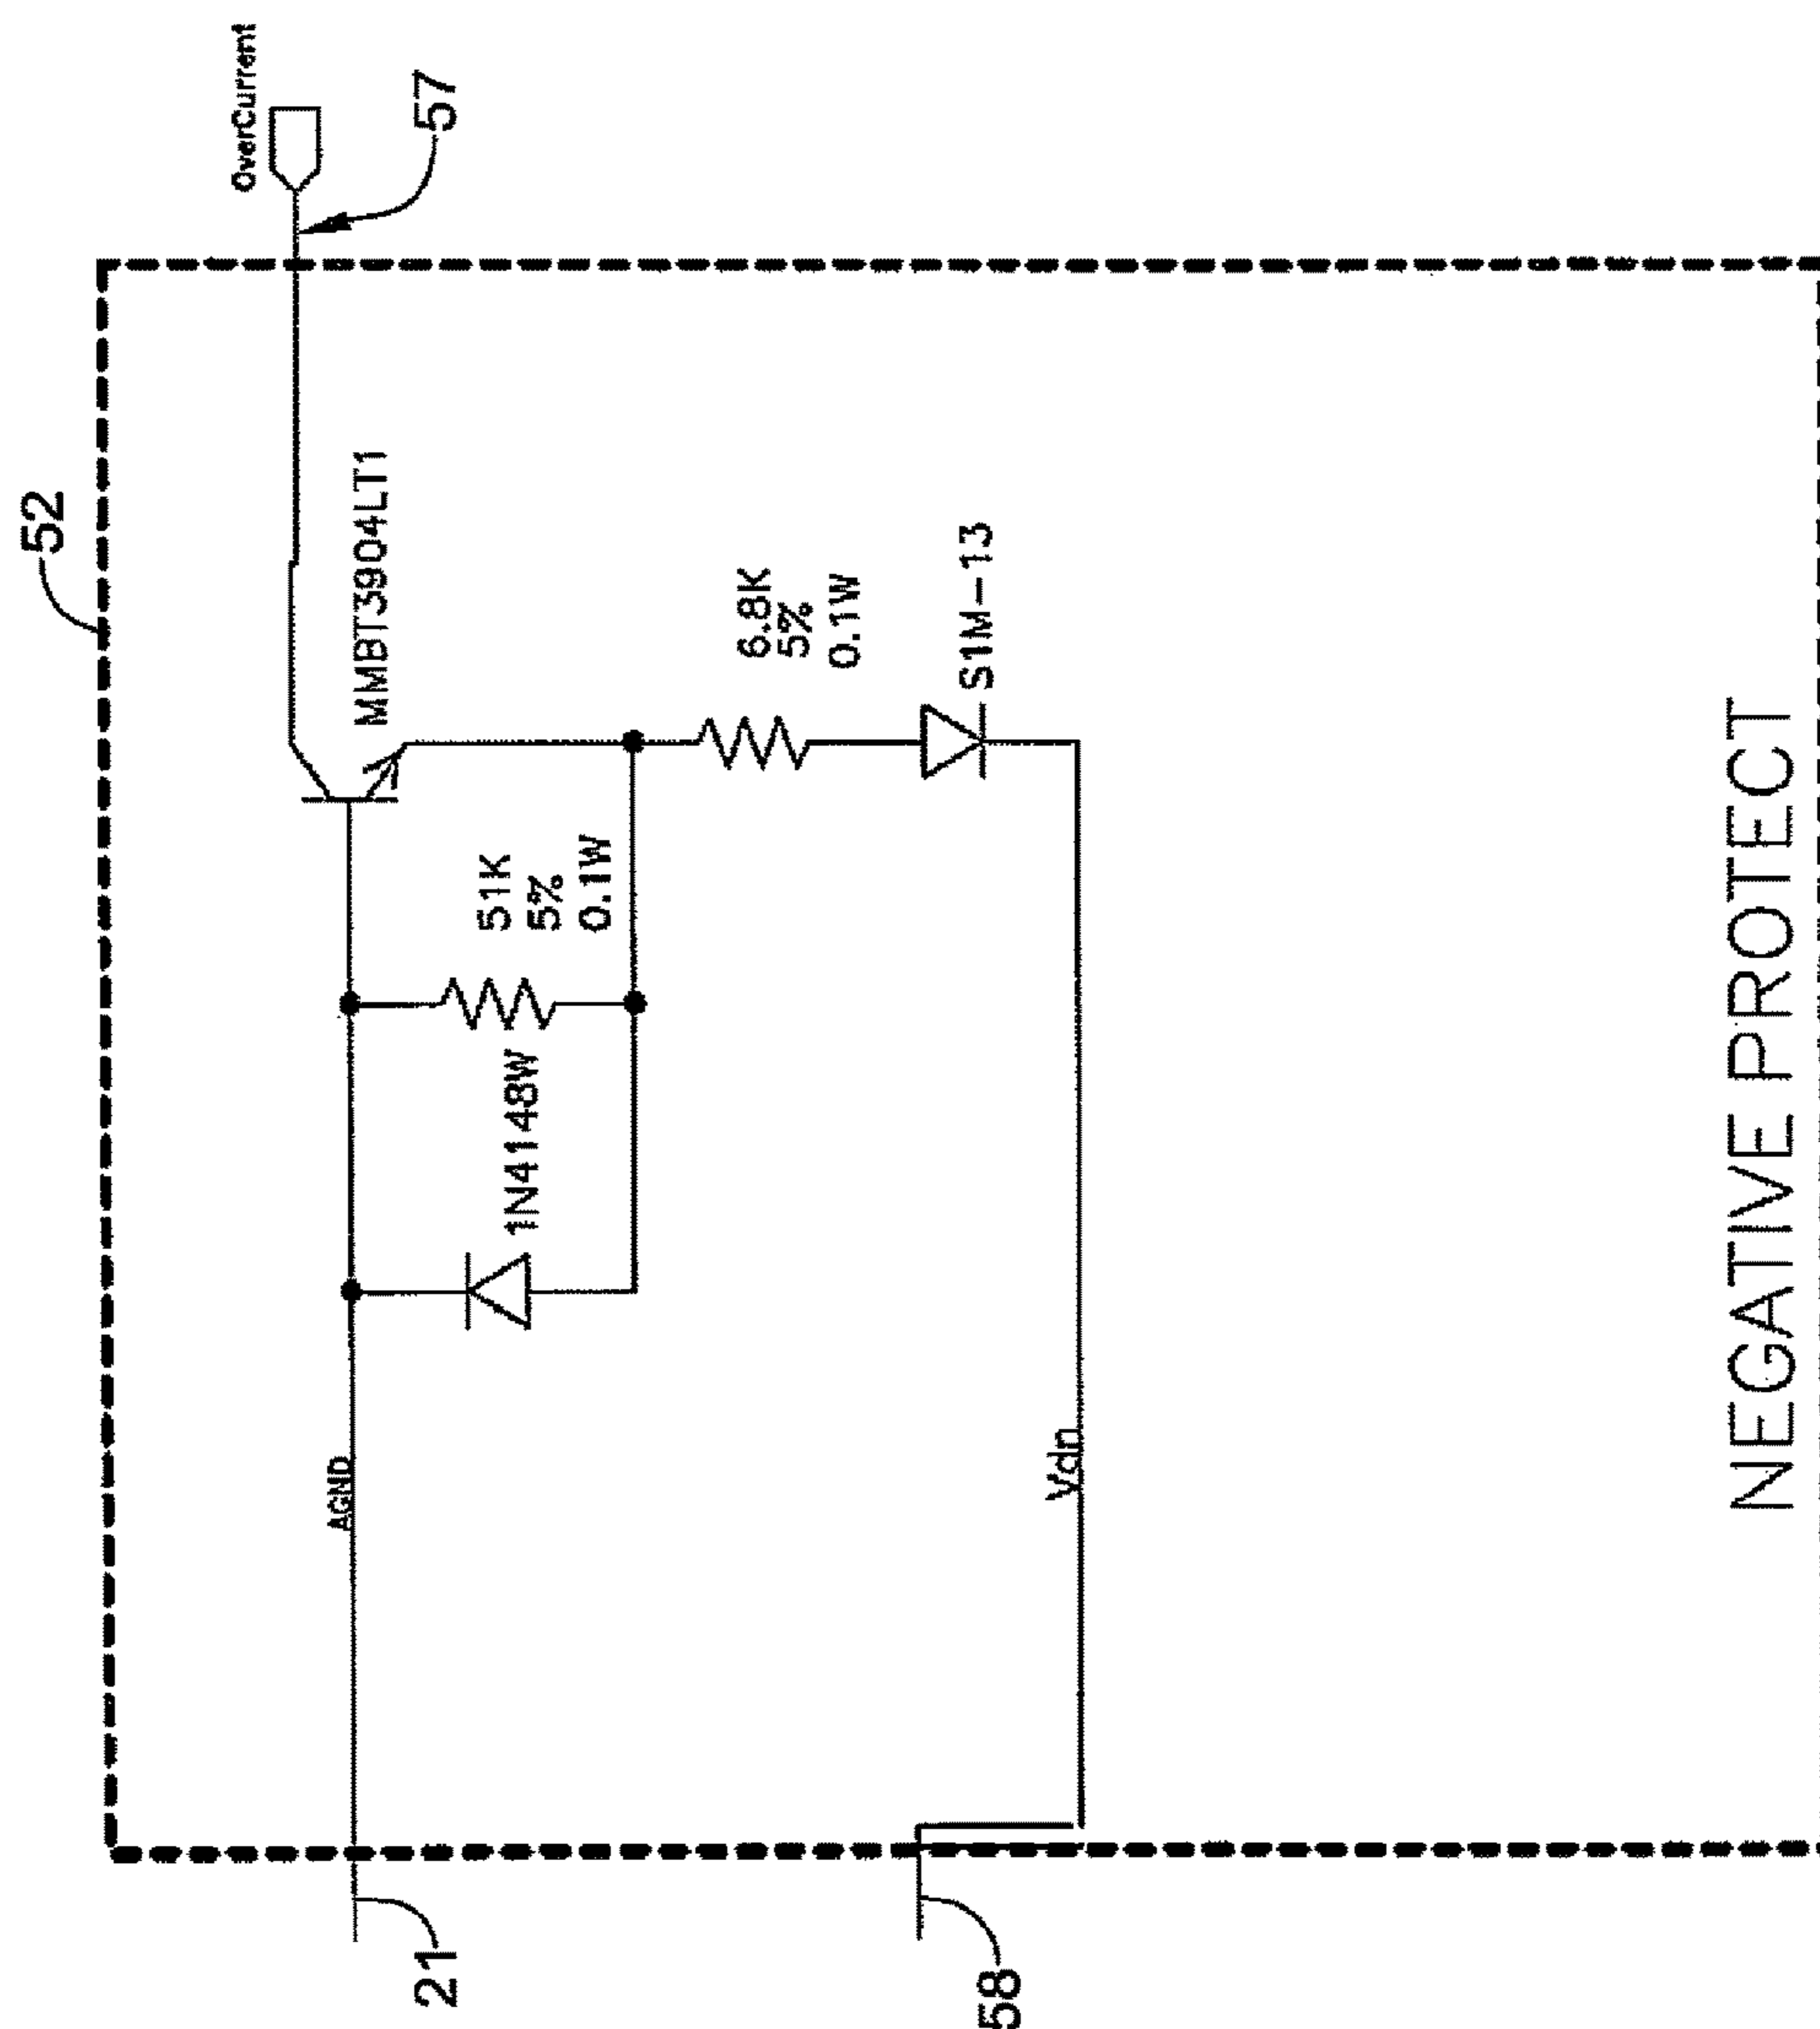 52
OverCurrent
57
MMBT3904LT1
6.8K
5%
0.1W
S1M-13
51K
5%
0.1W
1N4148W
AGND
Vdn
21
58
NEGATIVE PROTECT